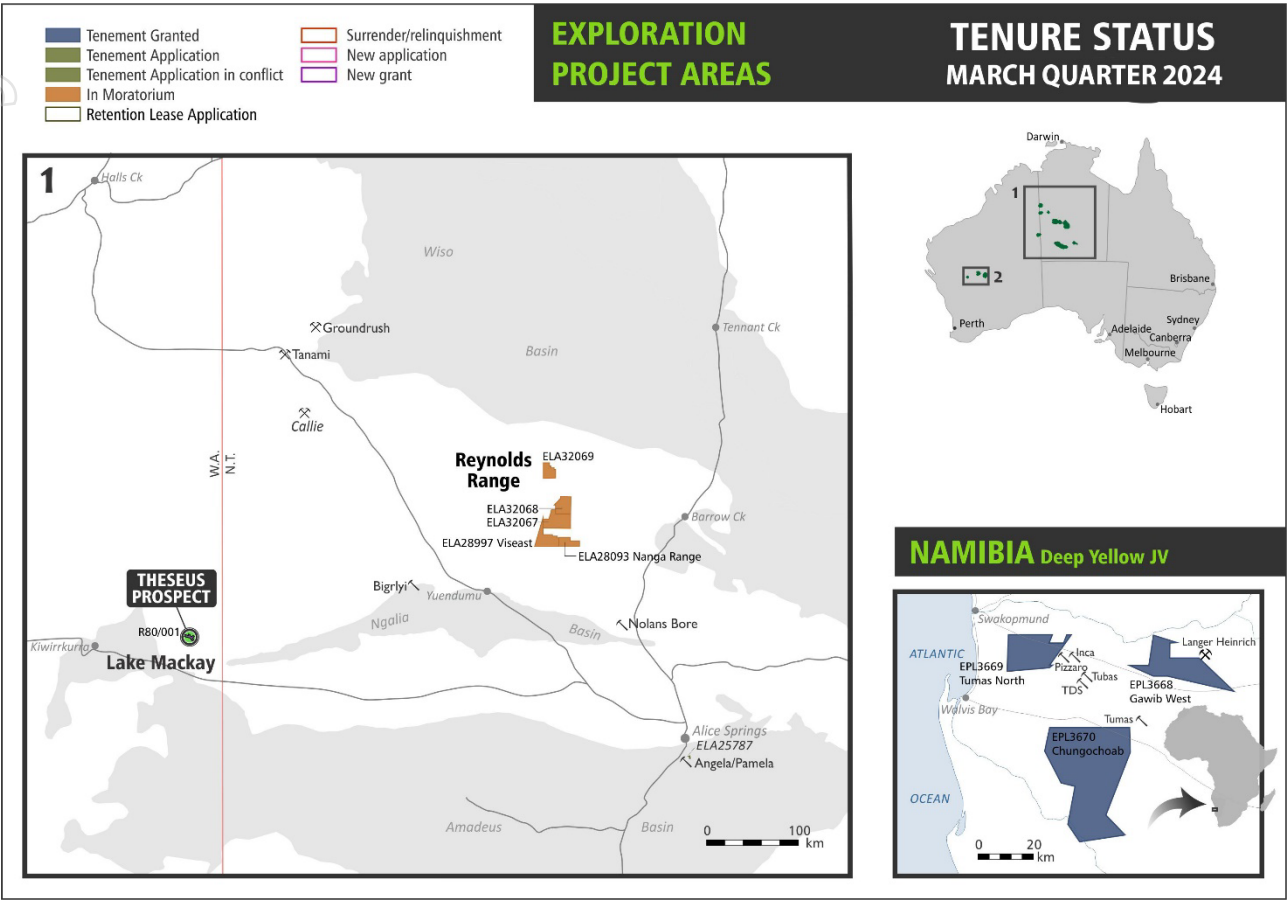 Tenement Granted
Tenement Application
Tenement Application in conflict
In Moratorium
Retention Lease Application
Surrender/relinquishment
New application
New grant
EXPLORATION
PROJECT AREAS
TENURE STATUS
MARCH QUARTER 2024
1
Halls Ck
Wiso
Groundrush
Tennant Ck
Tanami
Basin
Callie
W.A.
N.T.
Reynolds
Range
ELA32069
ELA32068
ELA32067
Barrow Ck
ELA28997 Viseast
ELA28093 Nanga Range
THESEUS
PROSPECT
Bigrlyi
Yuendumu
Ngalia
Basin
Nolans Bore
R80/001
Kiwirrkurra
Lake Mackay
Alice Springs
ELA25787
Angela/Pamela
Amadeus
Basin
0 100
km
Darwin
1
2
Brisbane
Perth
Sydney
Adelaide
Canberra
Melbourne
Hobart
NAMIBIA Deep Yellow JV
Swakopmund
ATLANTIC
Langer Heinrich
Inca
Pizzaro
EPL3669
Tumas North
Tubas
TDS
EPL3668
Gawib West
Walvis Bay
Tumas
EPL3670
Chungochoab
OCEAN
0 20
km